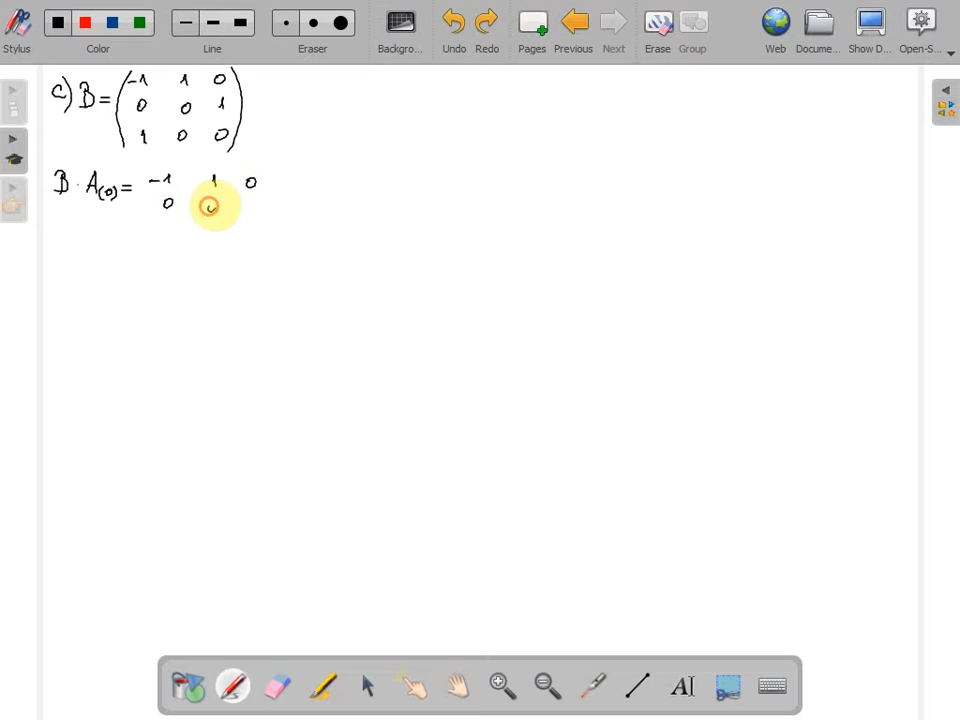 Stylus Color Line Eraser Backgro... Undo Redo Pages Previous Next Erase Group Web Docume... Show D... Open-S...
c) B = ( -1 1 0
0 0 1
1 0 0 )
B · A(0) = -1 1 0
0
A